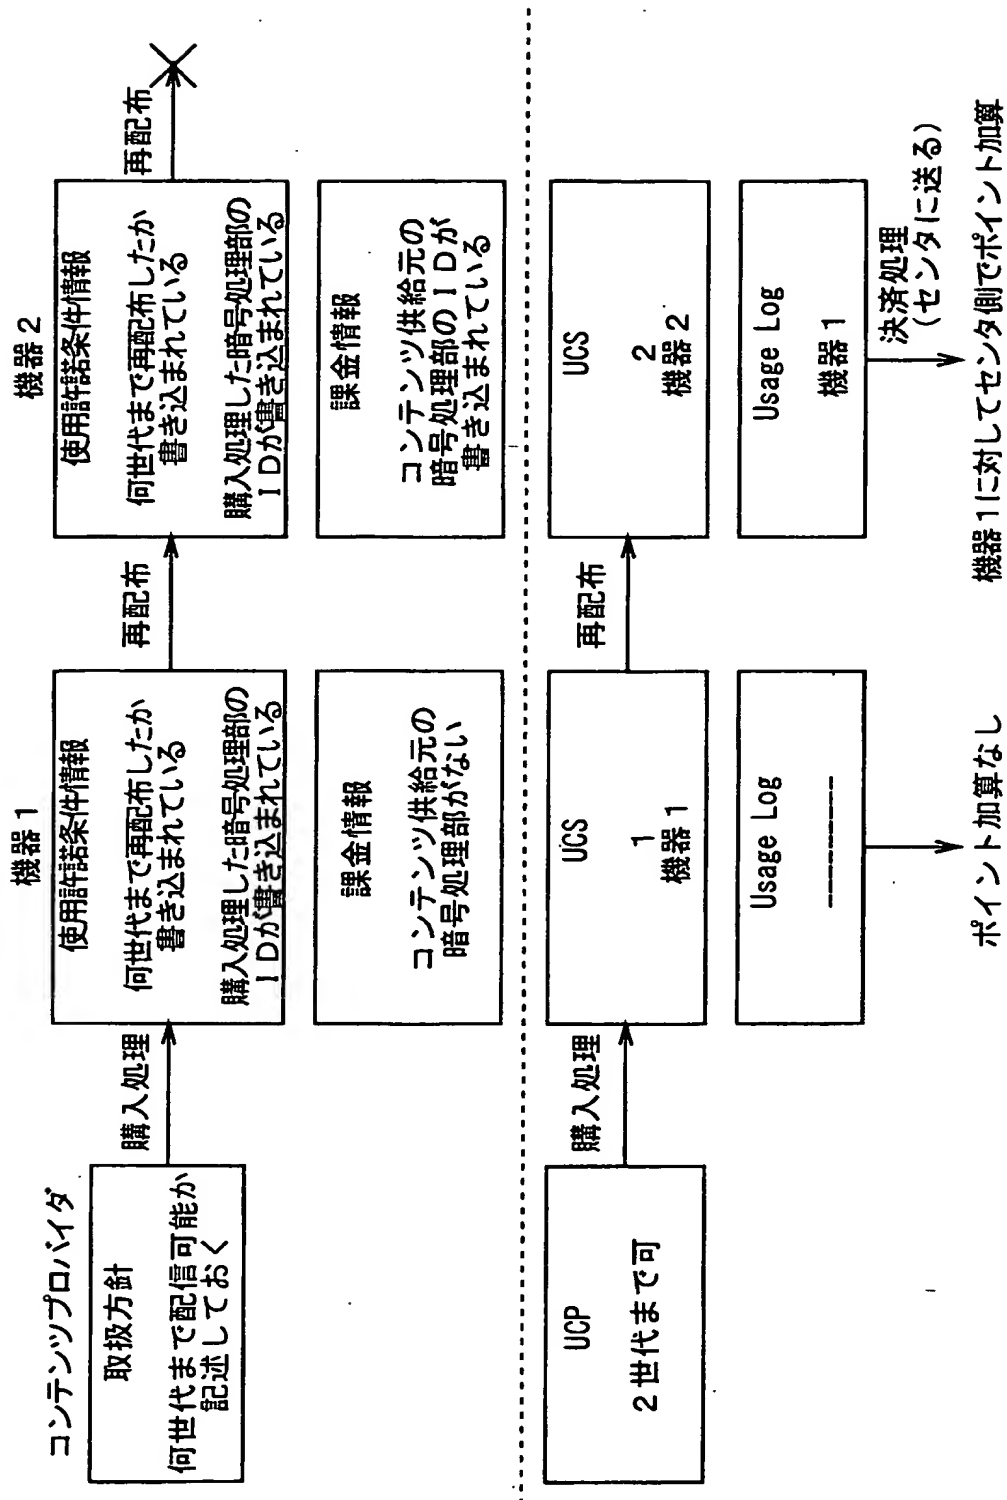 コンテンツプロバイダ
取扱方針
何世代まで配信可能か
記述しておく
購入処理
機器1
使用許諾条件情報
何世代まで再配布したか
書き込まれている
購入処理した暗号処理部の
IDが書き込まれている
課金情報
コンテンツ供給元の
暗号処理部がない
再配布
機器2
使用許諾条件情報
何世代まで再配布したか
書き込まれている
購入処理した暗号処理部の
IDが書き込まれている
課金情報
コンテンツ供給元の
暗号処理部のIDが
書き込まれている
再配布
UCP
2世代まで可
購入処理
UCS
1
機器1
Usage Log
ポイント加算なし
再配布
UCS
2
機器2
Usage Log
機器1
決済処理
(センタに送る)
機器1に対してセンタ側でポイント加算